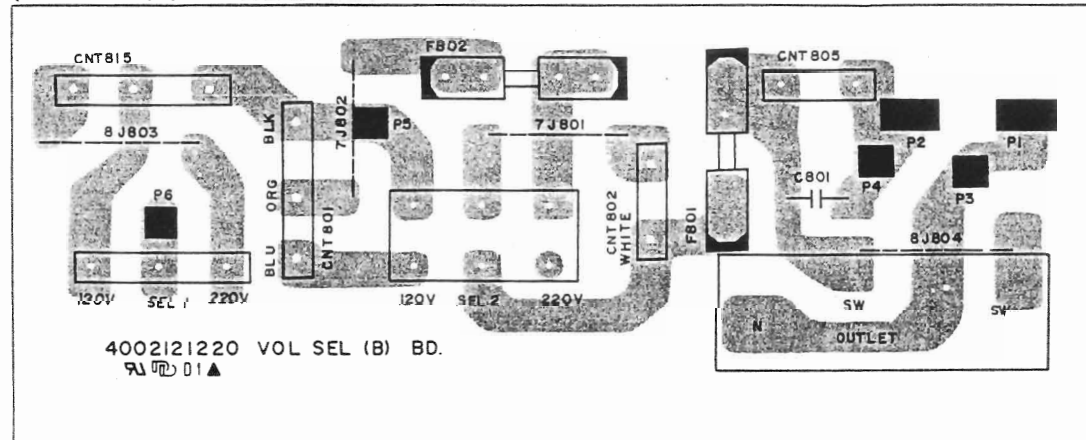 F802
CNT815
CNT805
BLK
7J802
P5
7J801
8J803
P2
P1
P6
ORG
CNT801
BLU
CNT802
WHITE
F801
C801
P4
P3
8J804
120V
SEL 1
220V
120V
SEL 2
220V
SW
SW
N
OUTLET
4002121220 VOL SEL (B) BD.
01▲